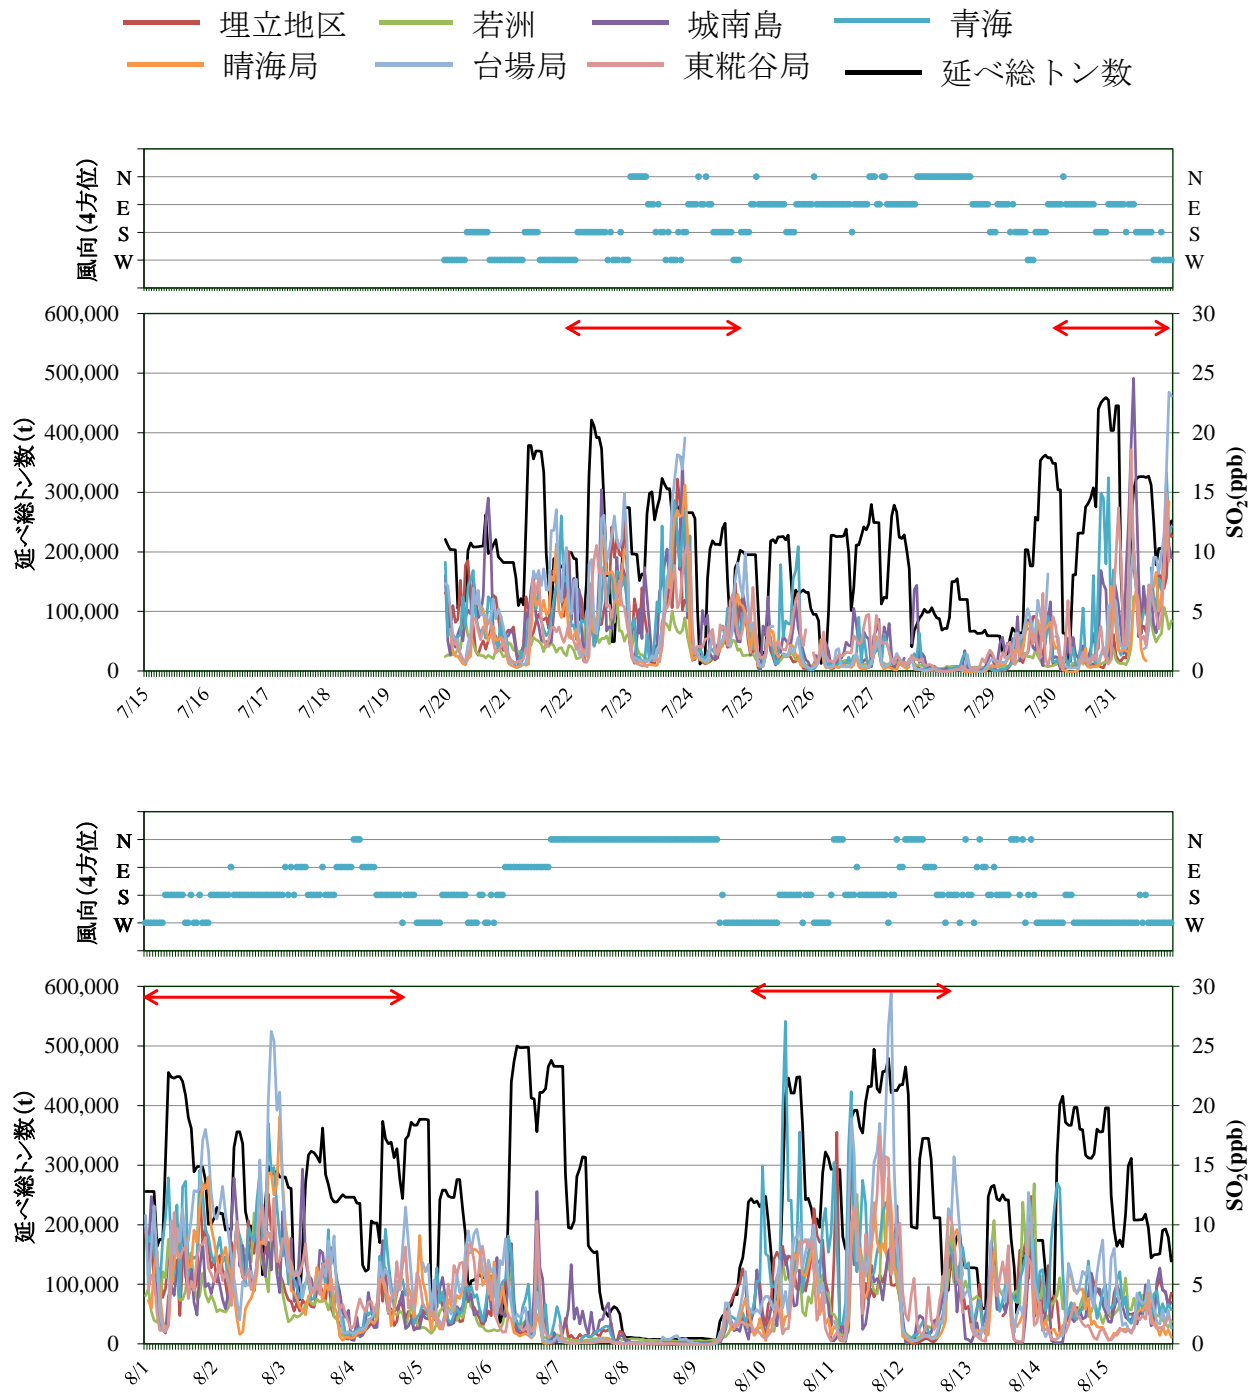 埋立地区 若洲 城南島 青海
晴海局 台場局 東糀谷局 延べ総トン数
風向(4方位)
N N
E E
S S
W W
600,000 30
500,000 25
400,000 20
300,000 15
200,000 10
100,000 5
0 0
延べ総トン数(t)
SO2(ppb)
7/15 7/16 7/17 7/18 7/19 7/20 7/21 7/22 7/23 7/24 7/25 7/26 7/27 7/28 7/29 7/30 7/31
風向(4方位)
N N
E E
S S
W W
600,000 30
500,000 25
400,000 20
300,000 15
200,000 10
100,000 5
0 0
延べ総トン数(t)
SO2(ppb)
8/1 8/2 8/3 8/4 8/5 8/6 8/7 8/8 8/9 8/10 8/11 8/12 8/13 8/14 8/15